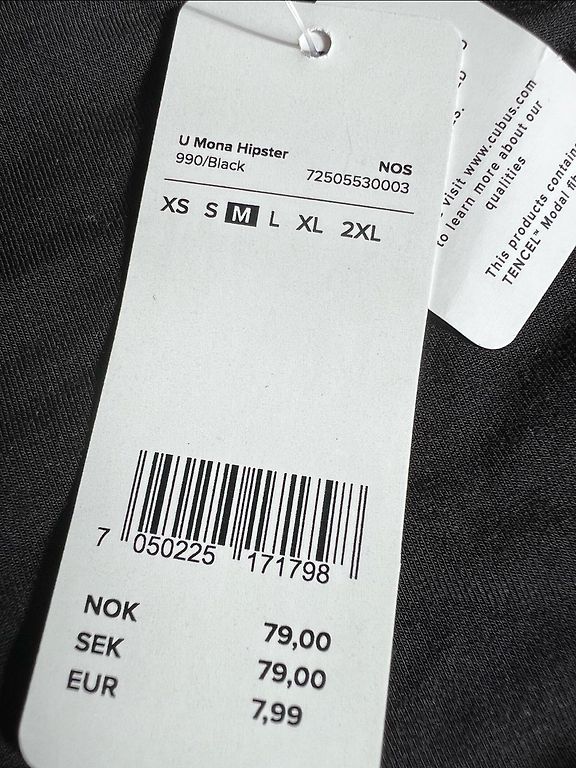 U Mona Hipster
990/Black
NOS
72505530003
XS S M L XL 2XL
7 050225 171798
NOK 79,00
SEK 79,00
EUR 7,99
visit www.cubus.com
to learn more about our
qualities
This products contain
TENCEL™ Modal